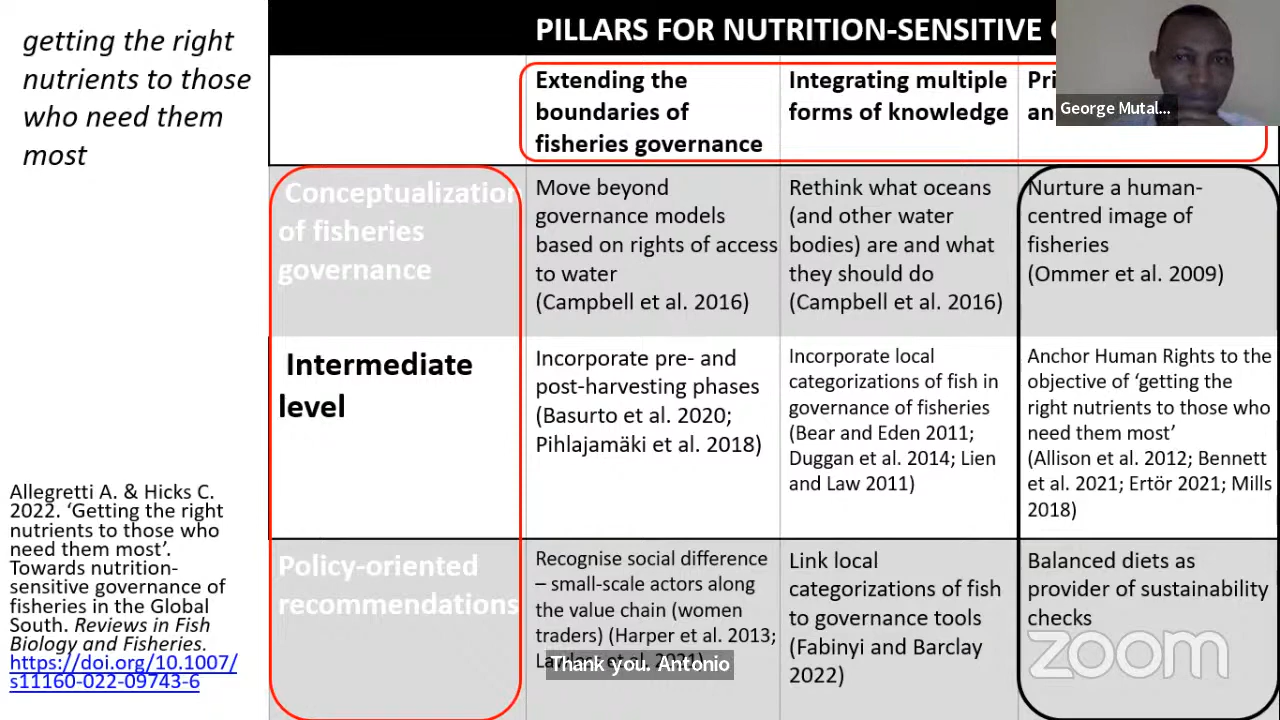 getting the right
nutrients to those
who need them
most
PILLARS FOR NUTRITION-SENSITIVE
Extending the
boundaries of
fisheries governance
Integrating multiple
forms of knowledge
George Mutal...
Conceptualization
of fisheries
governance
Move beyond
governance models
based on rights of access
to water
(Campbell et al. 2016)
Rethink what oceans
(and other water
bodies) are and what
they should do
(Campbell et al. 2016)
Nurture a human-
centred image of
fisheries
(Ommer et al. 2009)
Intermediate
level
Incorporate pre- and
post-harvesting phases
(Basurto et al. 2020;
Pihlajamäki et al. 2018)
Incorporate local
categorizations of fish in
governance of fisheries
(Bear and Eden 2011;
Duggan et al. 2014; Lien
and Law 2011)
Anchor Human Rights to the
objective of ‘getting the
right nutrients to those who
need them most’
(Allison et al. 2012; Bennett
et al. 2021; Ertör 2021; Mills
2018)
Policy-oriented
recommendations
Recognise social difference
– small-scale actors along
the value chain (women
traders) (Harper et al. 2013;
Thank you. Antonio
Link local
categorizations of fish
to governance tools
(Fabinyi and Barclay
2022)
Balanced diets as
provider of sustainability
checks
zoom
Allegretti A. & Hicks C.
2022. ‘Getting the right
nutrients to those who
need them most’.
Towards nutrition-
sensitive governance of
fisheries in the Global
South. Reviews in Fish
Biology and Fisheries.
https://doi.org/10.1007/
s11160-022-09743-6